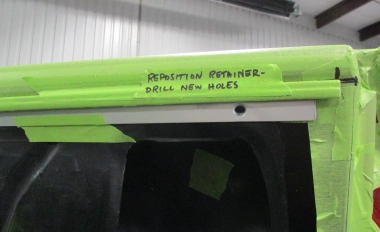 REPOSITION RETAINER-
DRILL NEW HOLES